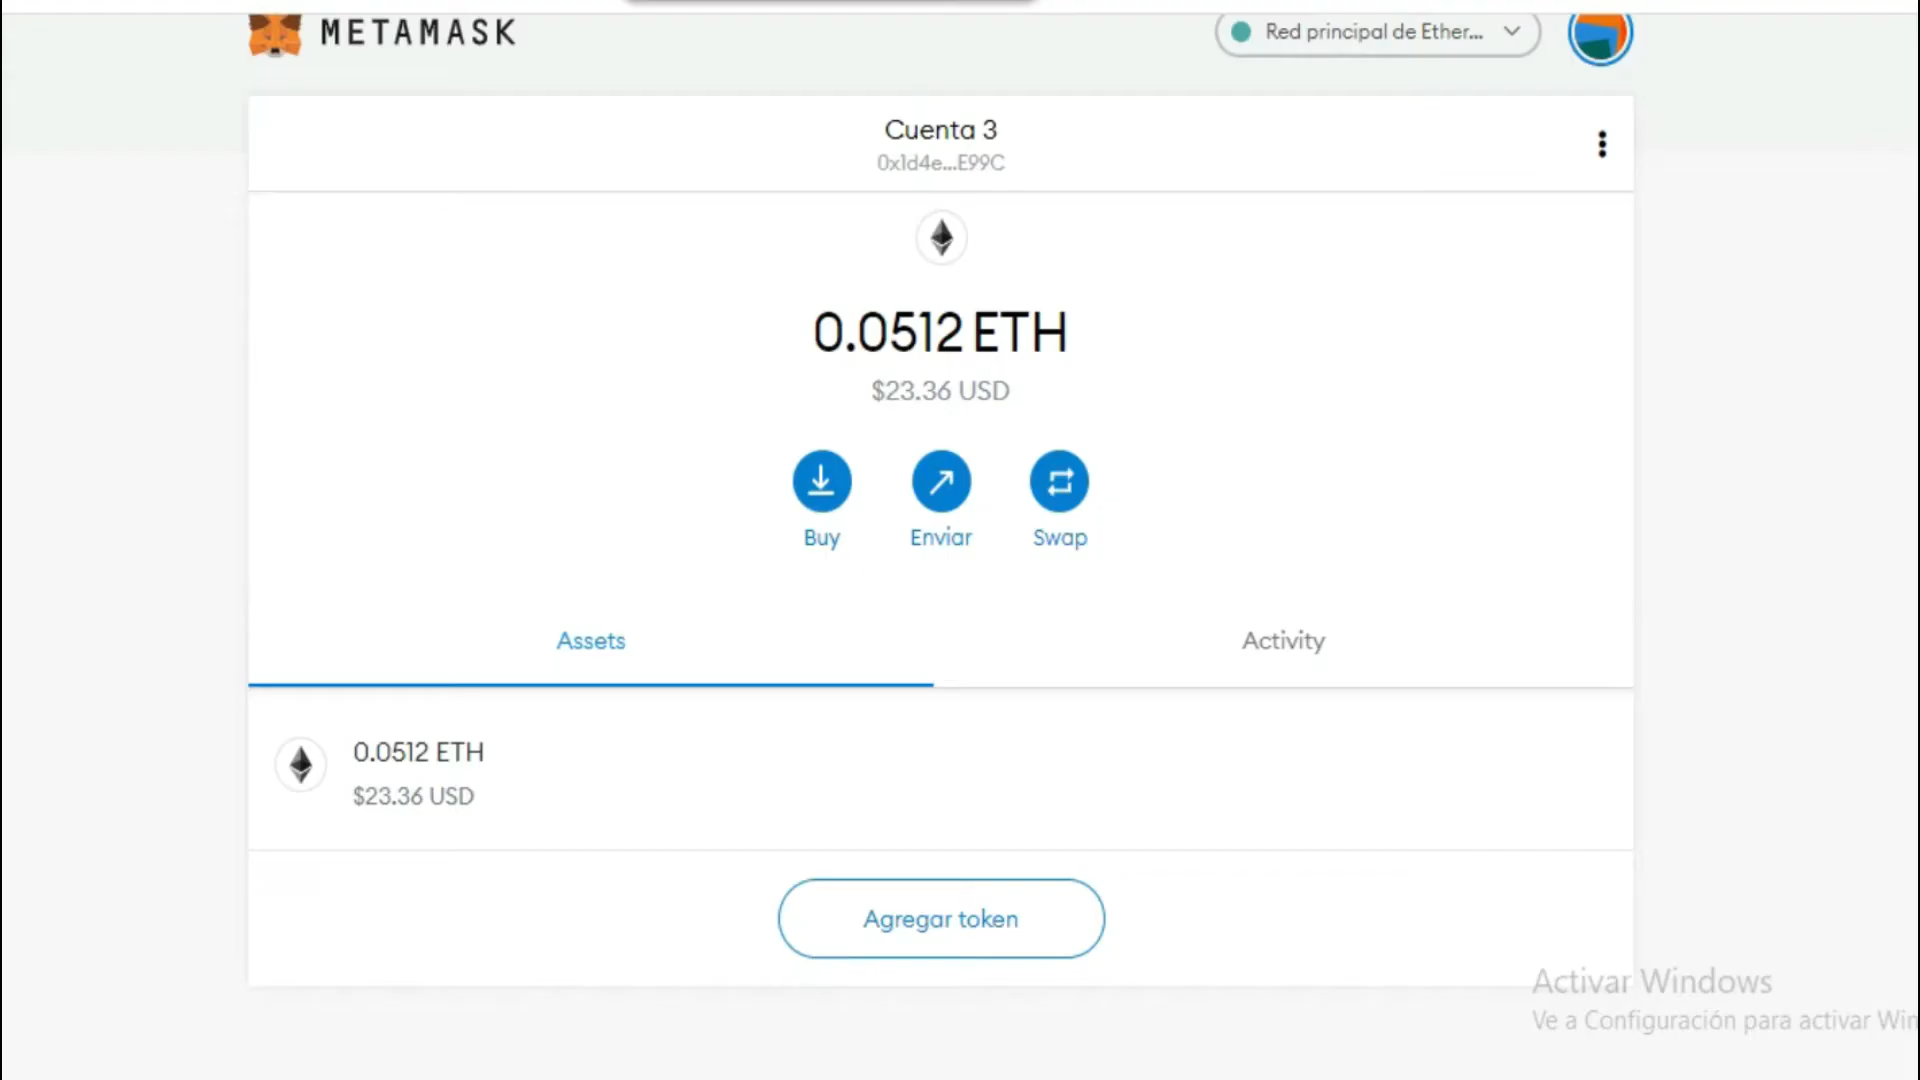 METAMASK
Red principal de Ether...
Cuenta 3
0x1d4e...E99C
0.0512 ETH
$23.36 USD
Buy
Enviar
Swap
Assets
Activity
0.0512 ETH
$23.36 USD
Agregar token
Activar Windows
Ve a Configuración para activar Win